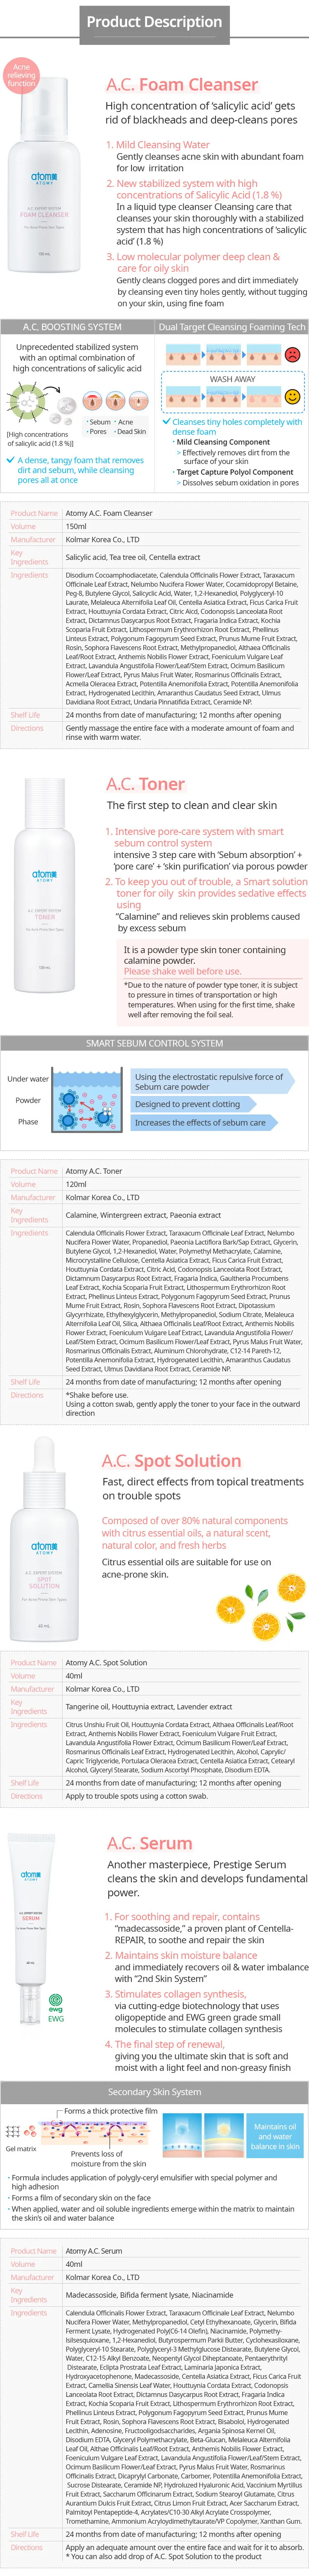 Product Description
Acne
relieving
function
A.C. Foam Cleanser
High concentration of 'salicylic acid' gets
rid of blackheads and deep-cleans pores
atom美
ATOMY
A.C. EXPERT SYSTEM
FOAM CLEANSER
For Acne Prone Skin Types
150 mL
1. Mild Cleansing Water
Gently cleanses acne skin with abundant foam
for low irritation
2. New stabilized system with high
concentrations of Salicylic Acid (1.8 %)
In a liquid type cleanser Cleansing care that
cleanses your skin thoroughly with a stabilized
system that has high concentrations of 'salicylic
acid' (1.8 %)
3. Low molecular polymer deep clean &
care for oily skin
Gently cleans clogged pores and dirt immediately
by cleansing even tiny holes gently, without tugging
on your skin, using fine foam
A.C. BOOSTING SYSTEM
Unprecedented stabilized system
with an optimal combination of
high concentrations of salicylic acid
[High concentrations
of salicylic acid (1.8 %)]
· Sebum · Acne
· Pores · Dead Skin
A dense, tangy foam that removes
dirt and sebum, while cleansing
pores all at once
Dual Target Cleansing Foaming Tech
WASH AWAY
Cleanses tiny holes completely with
dense foam
· Mild Cleansing Component
> Effectively removes dirt from the
surface of your skin
· Target Capture Polyol Component
> Dissolves sebum oxidation in pores
Product Name Atomy A.C. Foam Cleanser
Volume 150ml
Manufacturer Kolmar Korea Co., LTD
Key
Ingredients Salicylic acid, Tea tree oil, Centella extract
Ingredients Disodium Cocoamphodiacetate, Calendula Officinalis Flower Extract, Taraxacum
Officinale Leaf Extract, Nelumbo Nucifera Flower Water, Cocamidopropyl Betaine,
Peg-8, Butylene Glycol, Salicylic Acid, Water, 1,2-Hexanediol, Polyglyceryl-10
Laurate, Melaleuca Alternifolia Leaf Oil, Centella Asiatica Extract, Ficus Carica Fruit
Extract, Houttuynia Cordata Extract, Citric Acid, Codonopsis Lanceolata Root
Extract, Dictamnus Dasycarpus Root Extract, Fragaria Indica Extract, Kochia
Scoparia Fruit Extract, Lithospermum Erythrorhizon Root Extract, Phellinus
Linteus Extract, Polygonum Fagopyrum Seed Extract, Prunus Mume Fruit Extract,
Rosin, Sophora Flavescens Root Extract, Methylpropanediol, Althaea Officinalis
Leaf/Root Extract, Anthemis Nobilis Flower Extract, Foeniculum Vulgare Leaf
Extract, Lavandula Angustifolia Flower/Leaf/Stem Extract, Ocimum Basilicum
Flower/Leaf Extract, Pyrus Malus Fruit Water, Rosmarinus Officinalis Extract,
Acmella Oleracea Extract, Potentilla Anemonifolia Extract, Potentilla Anemonifolia
Extract, Hydrogenated Lecithin, Amaranthus Caudatus Seed Extract, Ulmus
Davidiana Root Extract, Undaria Pinnatifida Extract, Ceramide NP.
Shelf Life 24 months from date of manufacturing; 12 months after opening
Directions Gently massage the entire face with a moderate amount of foam and
rinse with warm water.
A.C. Toner
The first step to clean and clear skin
atom美
ATOMY
A.C. EXPERT SYSTEM
TONER
For Acne Prone Skin Types
120 mL
1. Intensive pore-care system with smart
sebum control system
intensive 3 step care with 'Sebum absorption' +
'pore care' + 'skin purification' via porous powder
2. To keep you out of trouble, a Smart solution
toner for oily skin provides sedative effects
using
"Calamine" and relieves skin problems caused
by excess sebum
It is a powder type skin toner containing
calamine powder.
Please shake well before use.
*Due to the nature of powder type toner, it is subject
to pressure in times of transportation or high
temperatures. When using for the first time, shake
well after removing the foil seal.
SMART SEBUM CONTROL SYSTEM
Under water
Powder
Phase
Using the electrostatic repulsive force of
Sebum care powder
Designed to prevent clotting
Increases the effects of sebum care
Product Name Atomy A.C. Toner
Volume 120ml
Manufacturer Kolmar Korea Co., LTD
Key
Ingredients Calamine, Wintergreen extract, Paeonia extract
Ingredients Calendula Officinalis Flower Extract, Taraxacum Officinale Leaf Extract, Nelumbo
Nucifera Flower Water, Propanediol, Paeonia Lactiflora Bark/Sap Extract, Glycerin,
Butylene Glycol, 1,2-Hexanediol, Water, Polymethyl Methacrylate, Calamine,
Microcrystalline Cellulose, Centella Asiatica Extract, Ficus Carica Fruit Extract,
Houttuynia Cordata Extract, Citric Acid, Codonopsis Lanceolata Root Extract,
Dictamnum Dasycarpus Root Extract, Fragaria Indica, Gaultheria Procumbens
Leaf Extract, Kochia Scoparia Fruit Extract, Lithospermum Erythrorhizon Root
Extract, Phellinus Linteus Extract, Polygonum Fagopyrum Seed Extract, Prunus
Mume Fruit Extract, Rosin, Sophora Flavescens Root Extract, Dipotassium
Glycyrrhizate, Ethylhexylglycerin, Methylpropanediol, Sodium Citrate, Melaleuca
Alternifolia Leaf Oil, Silica, Althaea Officinalis Leaf/Root Extract, Anthemis Nobilis
Flower Extract, Foeniculum Vulgare Leaf Extract, Lavandula Angustifolia Flower/
Leaf/Stem Extract, Ocimum Basilicum Flower/Leaf Extract, Pyrus Malus Fruit Water,
Rosmarinus Officinalis Extract, Aluminum Chlorohydrate, C12-14 Pareth-12,
Potentilla Anemonifolia Extract, Hydrogenated Lecithin, Amaranthus Caudatus
Seed Extract, Ulmus Davidiana Root Extract, Ceramide NP.
Shelf Life 24 months from date of manufacturing; 12 months after opening
Directions *Shake before use.
Using a cotton swab, gently apply the toner to your face in the outward
direction
A.C. Spot Solution
Fast, direct effects from topical treatments
on trouble spots
atom美
ATOMY
A.C. EXPERT SYSTEM
SPOT
SOLUTION
For Acne Prone Skin Types
40 mL
Composed of over 80% natural components
with citrus essential oils, a natural scent,
natural color, and fresh herbs
Citrus essential oils are suitable for use on
acne-prone skin.
Product Name Atomy A.C. Spot Solution
Volume 40ml
Manufacturer Kolmar Korea Co., LTD
Key
Ingredients Tangerine oil, Houttuynia extract, Lavender extract
Ingredients Citrus Unshiu Fruit Oil, Houttuynia Cordata Extract, Althaea Officinalis Leaf/Root
Extract, Anthemis Nobilis Flower Extract, Foeniculum Vulgare Fruit Extract,
Lavandula Angustifolia Flower Extract, Ocimum Basilicum Flower/Leaf Extract,
Rosmarinus Officinalis Leaf Extract, Hydrogenated Lecithin, Alcohol, Caprylic/
Capric Triglyceride, Portulaca Oleracea Extract, Centella Asiatica Extract, Cetearyl
Alcohol, Glyceryl Stearate, Sodium Ascorbyl Phosphate, Disodium EDTA.
Shelf Life 24 months from date of manufacturing; 12 months after opening
Directions Apply to trouble spots using a cotton swab.
A.C. Serum
Another masterpiece, Prestige Serum
cleans the skin and develops fundamental
power.
atom美
ATOMY
A.C. EXPERT SYSTEM
SERUM
For Acne Prone Skin Types
40 mL
ewg
EWG
1. For soothing and repair, contains
"madecassoside," a proven plant of Centella-
REPAIR, to soothe and repair the skin
2. Maintains skin moisture balance
and immediately recovers oil & water imbalance
with "2nd Skin System"
3. Stimulates collagen synthesis,
via cutting-edge biotechnology that uses
oligopeptide and EWG green grade small
molecules to stimulate collagen synthesis
4. The final step of renewal,
giving you the ultimate skin that is soft and
moist with a light feel and non-greasy finish
Secondary Skin System
Forms a thick protective film
Gel matrix
Prevents loss of
moisture from the skin
Maintains oil
and water
balance in skin
· Formula includes application of polygly-ceryl emulsifier with special polymer and
high adhesion
· Forms a film of secondary skin on the face
· When applied, water and oil soluble ingredients emerge within the matrix to maintain
the skin's oil and water balance
Product Name Atomy A.C. Serum
Volume 40ml
Manufacturer Kolmar Korea Co., LTD
Key
Ingredients Madecassoside, Bifida ferment lysate, Niacinamide
Ingredients Calendula Officinalis Flower Extract, Taraxacum Officinale Leaf Extract, Nelumbo
Nucifera Flower Water, Methylpropanediol, Cetyl Ethylhexanoate, Glycerin, Bifida
Ferment Lysate, Hydrogenated Poly(C6-14 Olefin), Niacinamide, Polymethy-
lsilsesquioxane, 1,2-Hexanediol, Butyrospermum Parkii Butter, Cyclohexasiloxane,
Polyglyceryl-10 Stearate, Polyglyceryl-3 Methylglucose Distearate, Butylene Glycol,
Water, C12-15 Alkyl Benzoate, Neopentyl Glycol Diheptanoate, Pentaerythrityl
Distearate, Eclipta Prostrata Leaf Extract, Laminaria Japonica Extract,
Hydroxyacetophenone, Madecassoside, Centella Asiatica Extract, Ficus Carica Fruit
Extract, Camellia Sinensis Leaf Water, Houttuynia Cordata Extract, Codonopsis
Lanceolata Root Extract, Dictamnus Dasycarpus Root Extract, Fragaria Indica
Extract, Kochia Scoparia Fruit Extract, Lithospermum Erythrorhizon Root Extract,
Phellinus Linteus Extract, Polygonum Fagopyrum Seed Extract, Prunus Mume
Fruit Extract, Rosin, Sophora Flavescens Root Extract, Bisabolol, Hydrogenated
Lecithin, Adenosine, Fructooligodsaccharides, Argania Spinosa Kernel Oil,
Disodium EDTA, Glyceryl Polymethacrylate, Beta-Glucan, Melaleuca Alternifolia
Leaf Oil, Althae Officinalis Leaf/Root Extract, Anthemis Nobilis Flower Extract,
Foeniculum Vulgare Leaf Extract, Lavandula Angustifolia Flower/Leaf/Stem Extract,
Ocimum Basilicum Flower/Leaf Extract, Pyrus Malus Fruit Water, Rosmarinus
Officinalis Extract, Dicaprylyl Carbonate, Carbomer, Potentilla Anemonifolia Extract,
Sucrose Distearate, Ceramide NP, Hydrolyzed Hyaluronic Acid, Vaccinium Myrtillus
Fruit Extract, Saccharum Officinarum Extract, Sodium Stearoyl Glutamate, Citrus
Aurantium Dulcis Fruit Extract, Citrus Limon Fruit Extract, Acer Saccharum Extract,
Palmitoyl Pentapeptide-4, Acrylates/C10-30 Alkyl Acrylate Crosspolymer,
Tromethamine, Ammonium Acryloyldimethyltaurate/VP Copolymer, Xanthan Gum.
Shelf Life 24 months from date of manufacturing; 12 months after opening
Directions Apply an adequate amount over the entire face and wait for it to absorb.
* You can also add drop of A.C. Spot Solution to the product